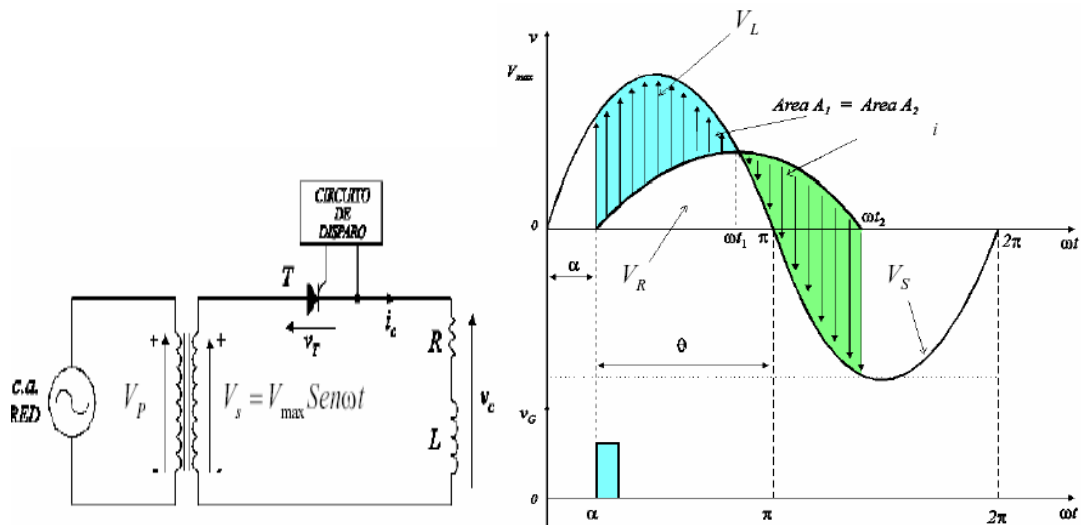 CIRCUITO
DE
DISPARO
T
v_T
i_c
R
L
v_c
+
-
+
-
c.a.
RED
V_p
V_s = V_max Senωt
v
V_max
V_L
Area A_1 = Area A_2
i
0
ωt_1
π
ωt_2
2π
ωt
α
V_R
V_S
θ
v_G
0
α
π
2π
ωt